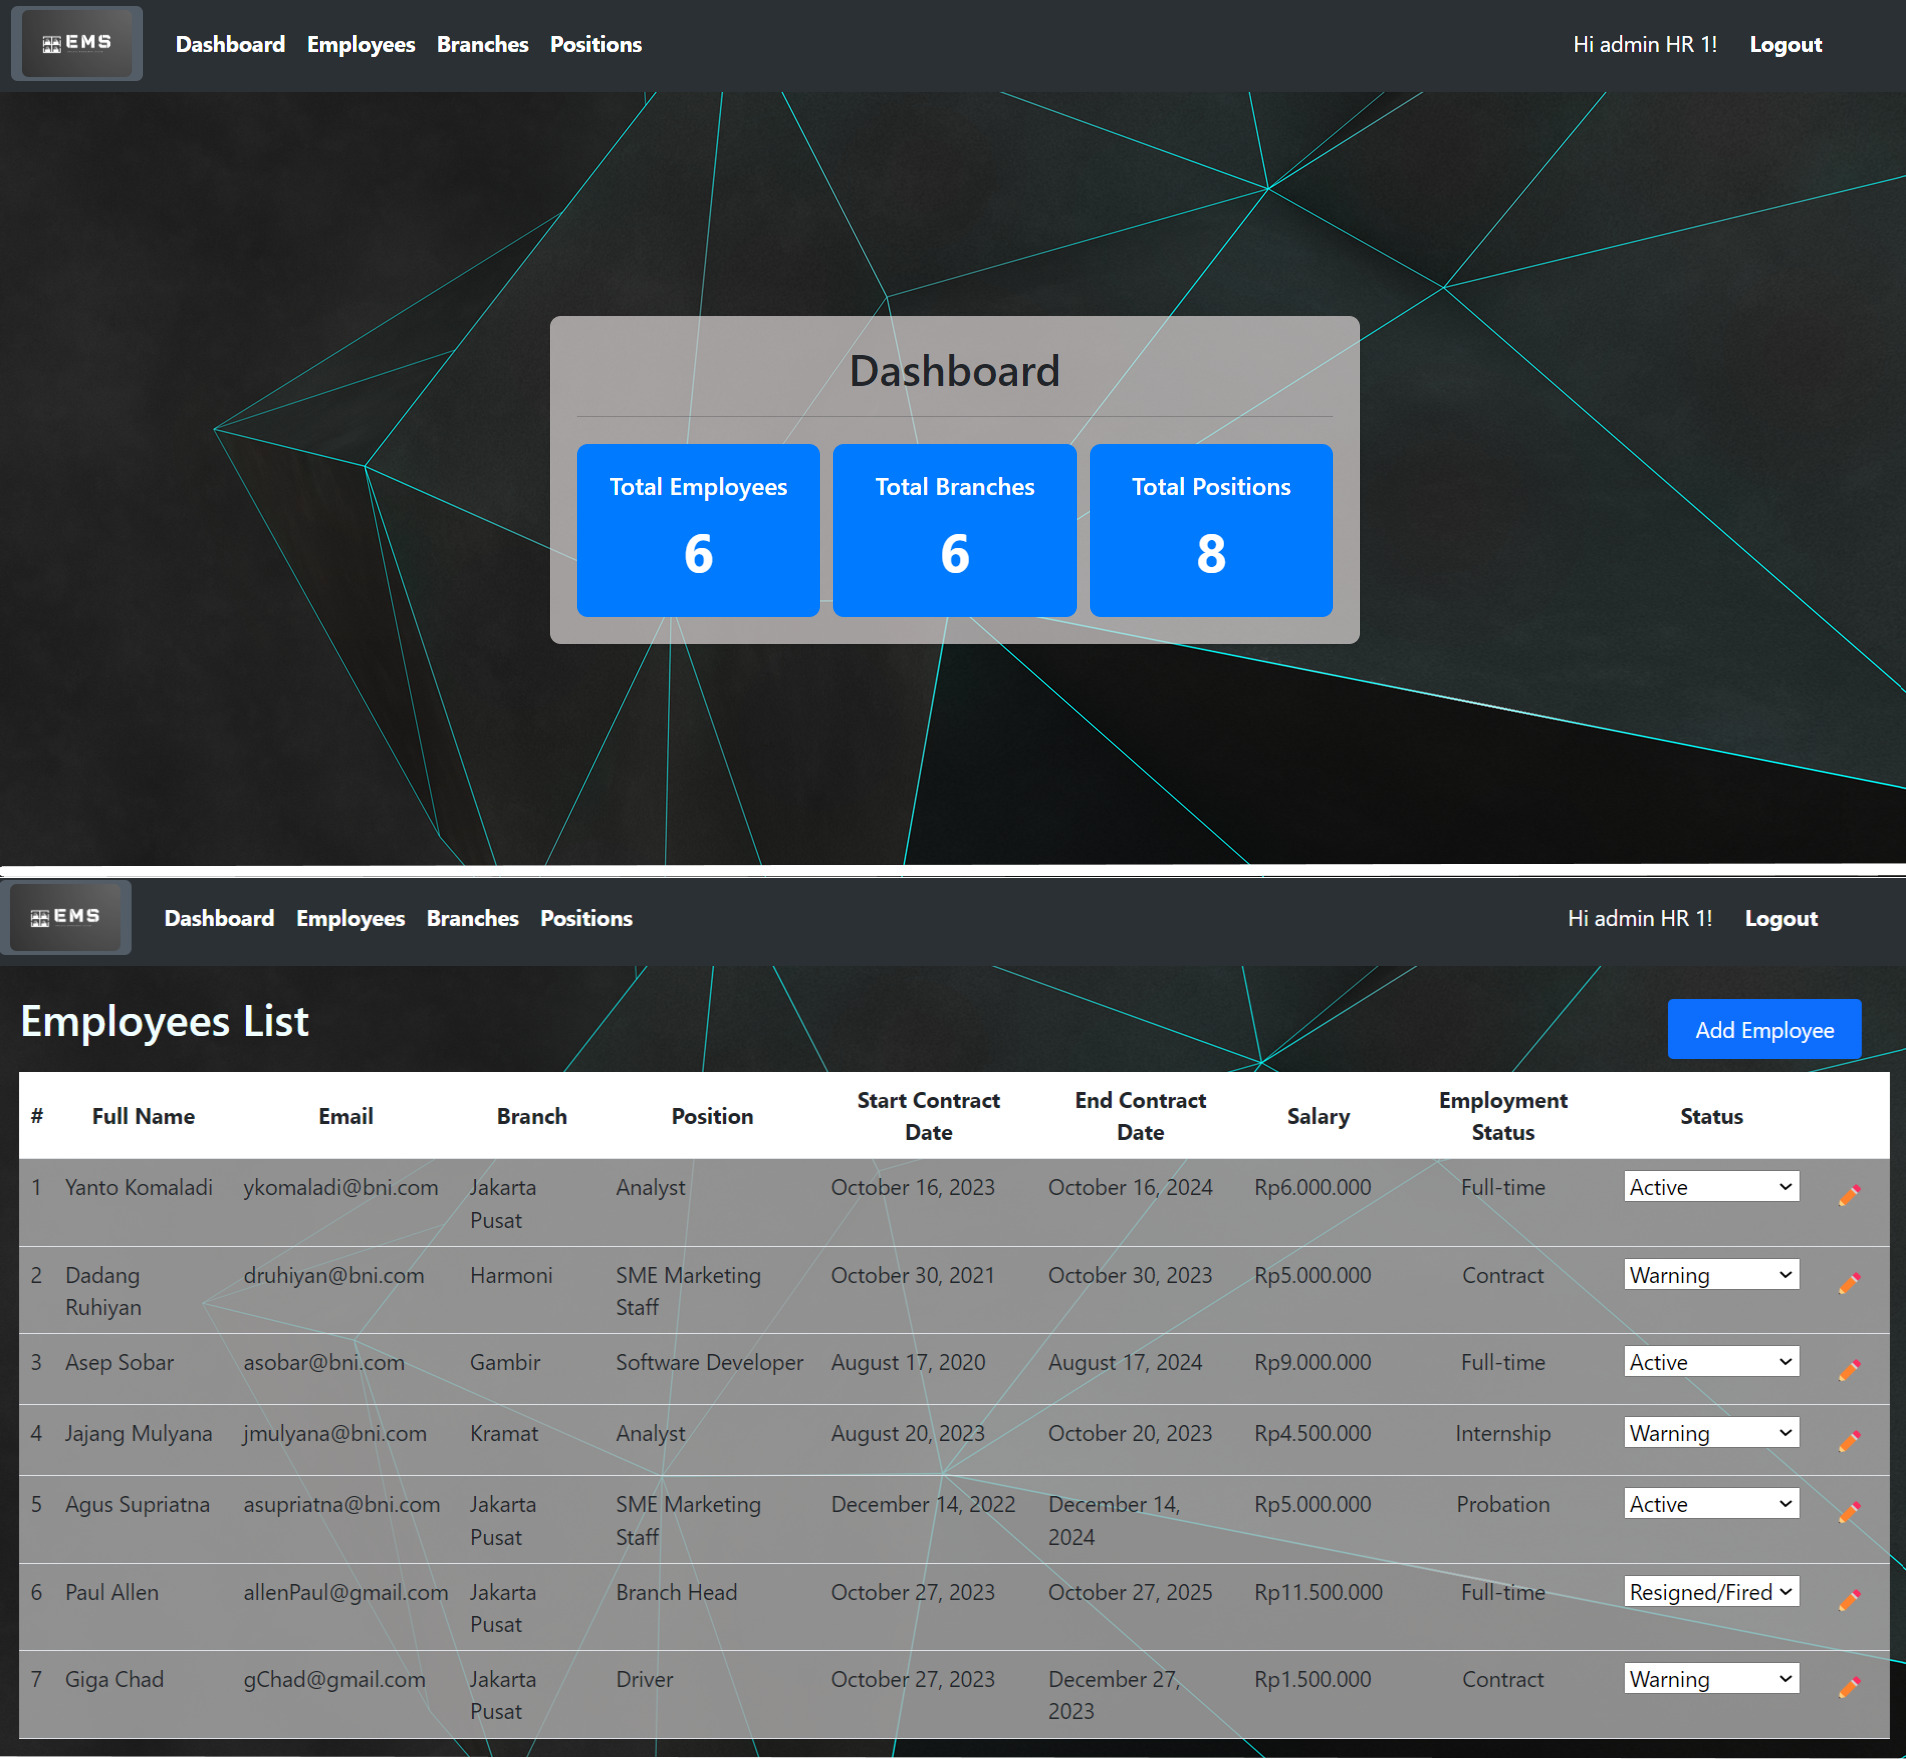 EMS
Dashboard Employees Branches Positions
Hi admin HR 1! Logout
Dashboard
Total Employees
6
Total Branches
6
Total Positions
8
EMS
Dashboard Employees Branches Positions
Hi admin HR 1! Logout
Employees List
Add Employee
# Full Name Email Branch Position Start Contract Date End Contract Date Salary Employment Status Status
1 Yanto Komaladi ykomaladi@bni.com Jakarta Pusat Analyst October 16, 2023 October 16, 2024 Rp6.000.000 Full-time Active
2 Dadang Ruhiyan druhiyan@bni.com Harmoni SME Marketing Staff October 30, 2021 October 30, 2023 Rp5.000.000 Contract Warning
3 Asep Sobar asobar@bni.com Gambir Software Developer August 17, 2020 August 17, 2024 Rp9.000.000 Full-time Active
4 Jajang Mulyana jmulyana@bni.com Kramat Analyst August 20, 2023 October 20, 2023 Rp4.500.000 Internship Warning
5 Agus Supriatna asupriatna@bni.com Jakarta Pusat SME Marketing Staff December 14, 2022 December 14, 2024 Rp5.000.000 Probation Active
6 Paul Allen allenPaul@gmail.com Jakarta Pusat Branch Head October 27, 2023 October 27, 2025 Rp11.500.000 Full-time Resigned/Fired
7 Giga Chad gChad@gmail.com Jakarta Pusat Driver October 27, 2023 December 27, 2023 Rp1.500.000 Contract Warning